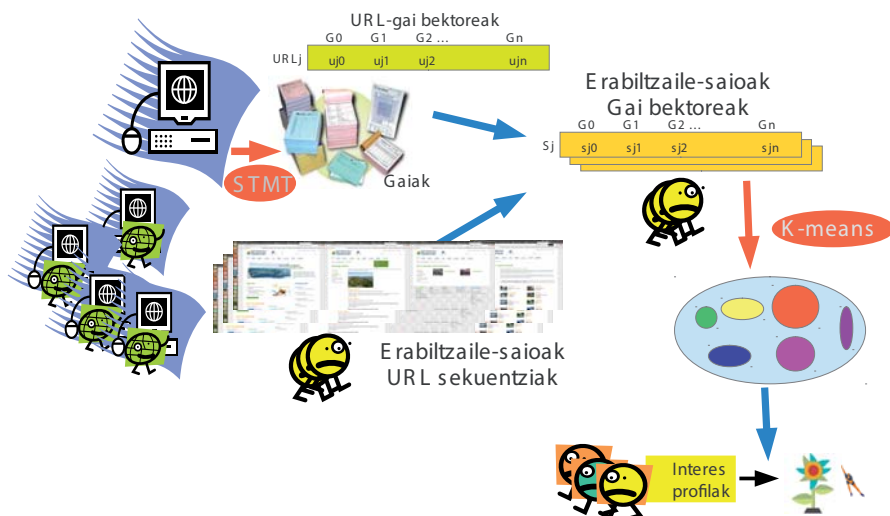 URL-gai bektoreak
G0 G1 G2 ... Gn
URLj uj0 uj1 uj2 ujn
STMT
Gaiak
Erabiltzaile-saioak
Gai bektoreak
G0 G1 G2 ... Gn
Sj sj0 sj1 sj2 sjn
K-means
Erabiltzaile-saioak
URL sekuentziak
Interes
profilak